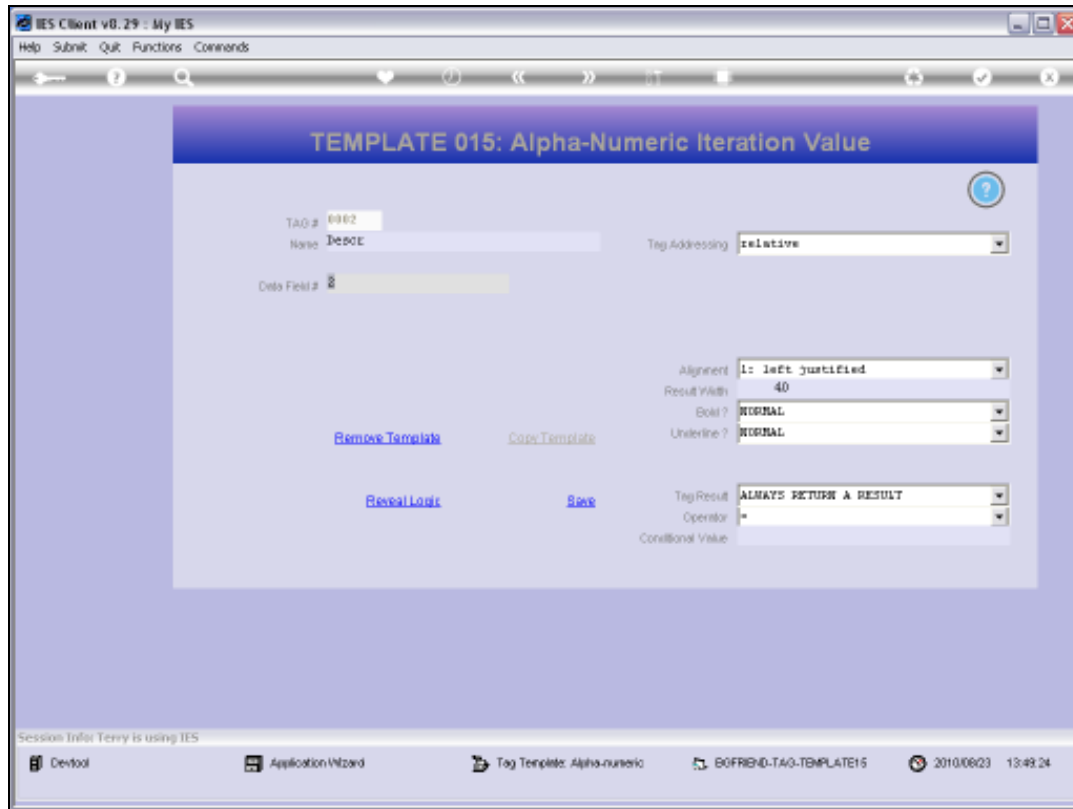 IES Client v8.29 : My IES
Help Submit Quit Functions Commands
TEMPLATE 015: Alpha-Numeric Iteration Value
TAG # 0002
Name Descr
Tag Addressing relative
Data Field # 2
Alignment 1: left justified
Result Width 40
Bold ? NORMAL
Remove Template Copy Template Underline ? NORMAL
Reveal Logic Save Tag Result ALWAYS RETURN A RESULT
Operator =
Conditional Value
Session Info: Terry is using IES
Devtool Application Wizard Tag Template: Alpha-numeric BGFRIEND-TAG-TEMPLATE15 2010/08/23 13:49:24